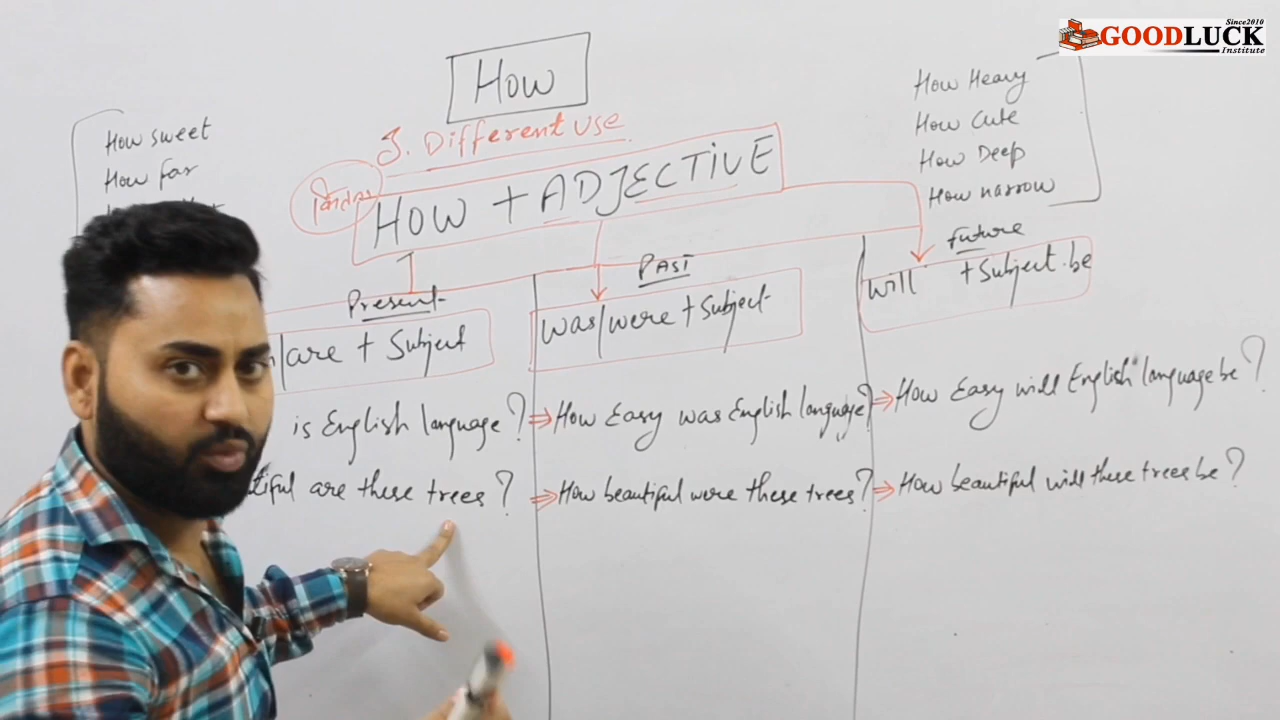 Since2010
GOODLUCK
Institute
How
3. Different use
HOW + ADJECTIVE
How sweet
How far
How Heavy
How Cute
How Deep
How narrow
Present
/are + Subject
is English language?
are these trees?
Past
was/were + Subject
⇒ How Easy was English language?
⇒ How beautiful were these trees?
Future
will + Subject be
⇒ How Easy will English language be?
⇒ How beautiful will these trees be?